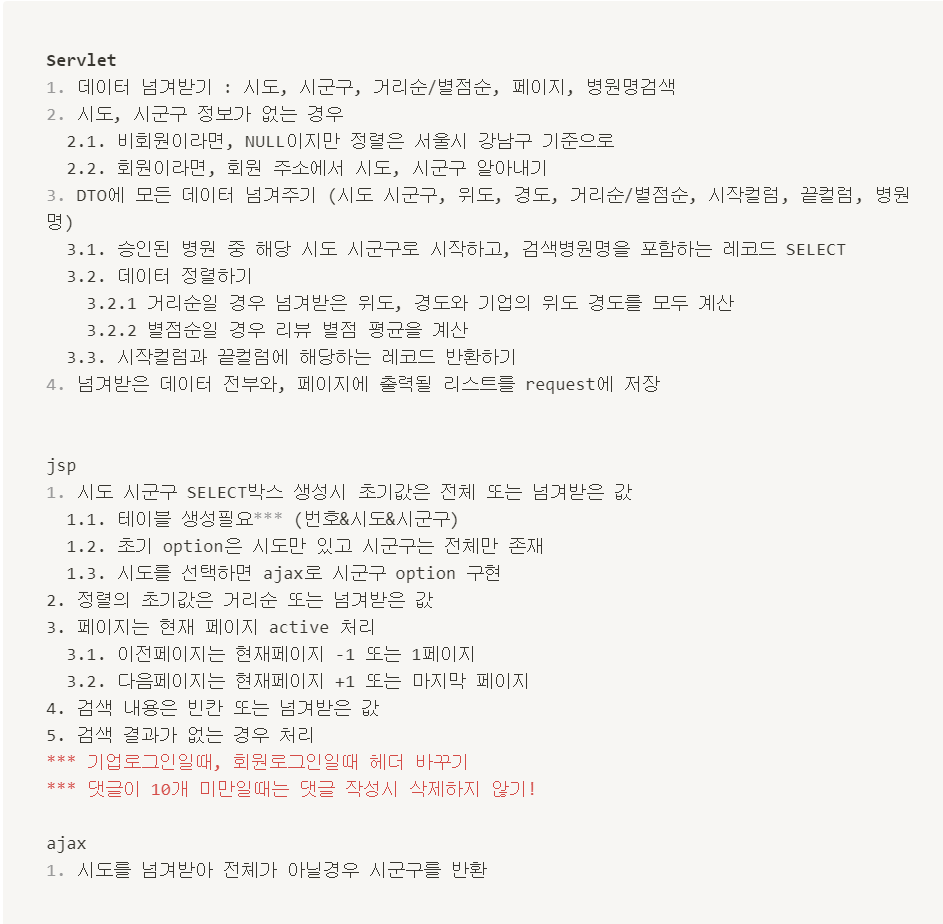 Servlet
1. 데이터 넘겨받기 : 시도, 시군구, 거리순/별점순, 페이지, 병원명검색
2. 시도, 시군구 정보가 없는 경우
2.1. 비회원이라면, NULL이지만 정렬은 서울시 강남구 기준으로
2.2. 회원이라면, 회원 주소에서 시도, 시군구 알아내기
3. DTO에 모든 데이터 넘겨주기 (시도 시군구, 위도, 경도, 거리순/별점순, 시작컬럼, 끝컬럼, 병원
명)
3.1. 승인된 병원 중 해당 시도 시군구로 시작하고, 검색병원명을 포함하는 레코드 SELECT
3.2. 데이터 정렬하기
3.2.1 거리순일 경우 넘겨받은 위도, 경도와 기업의 위도 경도를 모두 계산
3.2.2 별점순일 경우 리뷰 별점 평균을 계산
3.3. 시작컬럼과 끝컬럼에 해당하는 레코드 반환하기
4. 넘겨받은 데이터 전부와, 페이지에 출력될 리스트를 request에 저장
jsp
1. 시도 시군구 SELECT박스 생성시 초기값은 전체 또는 넘겨받은 값
1.1. 테이블 생성필요*** (번호&시도&시군구)
1.2. 초기 option은 시도만 있고 시군구는 전체만 존재
1.3. 시도를 선택하면 ajax로 시군구 option 구현
2. 정렬의 초기값은 거리순 또는 넘겨받은 값
3. 페이지는 현재 페이지 active 처리
3.1. 이전페이지는 현재페이지 -1 또는 1페이지
3.2. 다음페이지는 현재페이지 +1 또는 마지막 페이지
4. 검색 내용은 빈칸 또는 넘겨받은 값
5. 검색 결과가 없는 경우 처리
*** 기업로그인일때, 회원로그인일때 헤더 바꾸기
*** 댓글이 10개 미만일때는 댓글 작성시 삭제하지 않기!
ajax
1. 시도를 넘겨받아 전체가 아닐경우 시군구를 반환